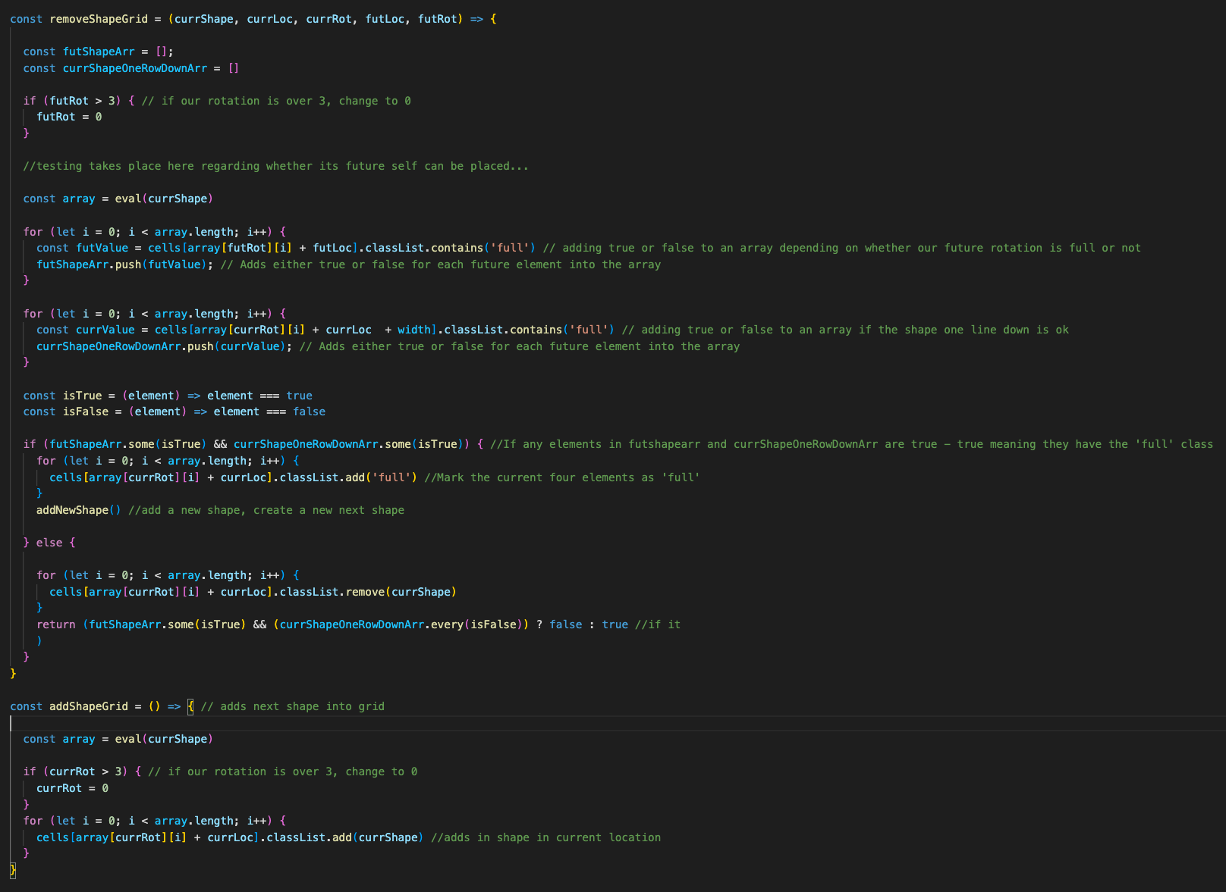 const removeShapeGrid = (currShape, currLoc, currRot, futLoc, futRot) => {
const futShapeArr = [];
const currShapeOneRowDownArr = []
if (futRot > 3) { // if our rotation is over 3, change to 0
futRot = 0
}
//testing takes place here regarding whether its future self can be placed...
const array = eval(currShape)
for (let i = 0; i < array.length; i++) {
const futValue = cells[array[futRot][i] + futLoc].classList.contains('full') // adding true or false to an array depending on whether our future rotation is full or not
futShapeArr.push(futValue); // Adds either true or false for each future element into the array
}
for (let i = 0; i < array.length; i++) {
const currValue = cells[array[currRot][i] + currLoc  + width].classList.contains('full') // adding true or false to an array if the shape one line down is ok
currShapeOneRowDownArr.push(currValue); // Adds either true or false for each future element into the array
}
const isTrue = (element) => element === true
const isFalse = (element) => element === false
if (futShapeArr.some(isTrue) && currShapeOneRowDownArr.some(isTrue)) { //If any elements in futshapearr and currShapeOneRowDownArr are true – true meaning they have the 'full' class
for (let i = 0; i < array.length; i++) {
cells[array[currRot][i] + currLoc].classList.add('full') //Mark the current four elements as 'full'
}
addNewShape() //add a new shape, create a new next shape
} else {
for (let i = 0; i < array.length; i++) {
cells[array[currRot][i] + currLoc].classList.remove(currShape)
}
return (futShapeArr.some(isTrue) && (currShapeOneRowDownArr.every(isFalse)) ? false : true //if it
)
}
}
const addShapeGrid = () => { // adds next shape into grid
const array = eval(currShape)
if (currRot > 3) { // if our rotation is over 3, change to 0
currRot = 0
}
for (let i = 0; i < array.length; i++) {
cells[array[currRot][i] + currLoc].classList.add(currShape) //adds in shape in current location
}
}